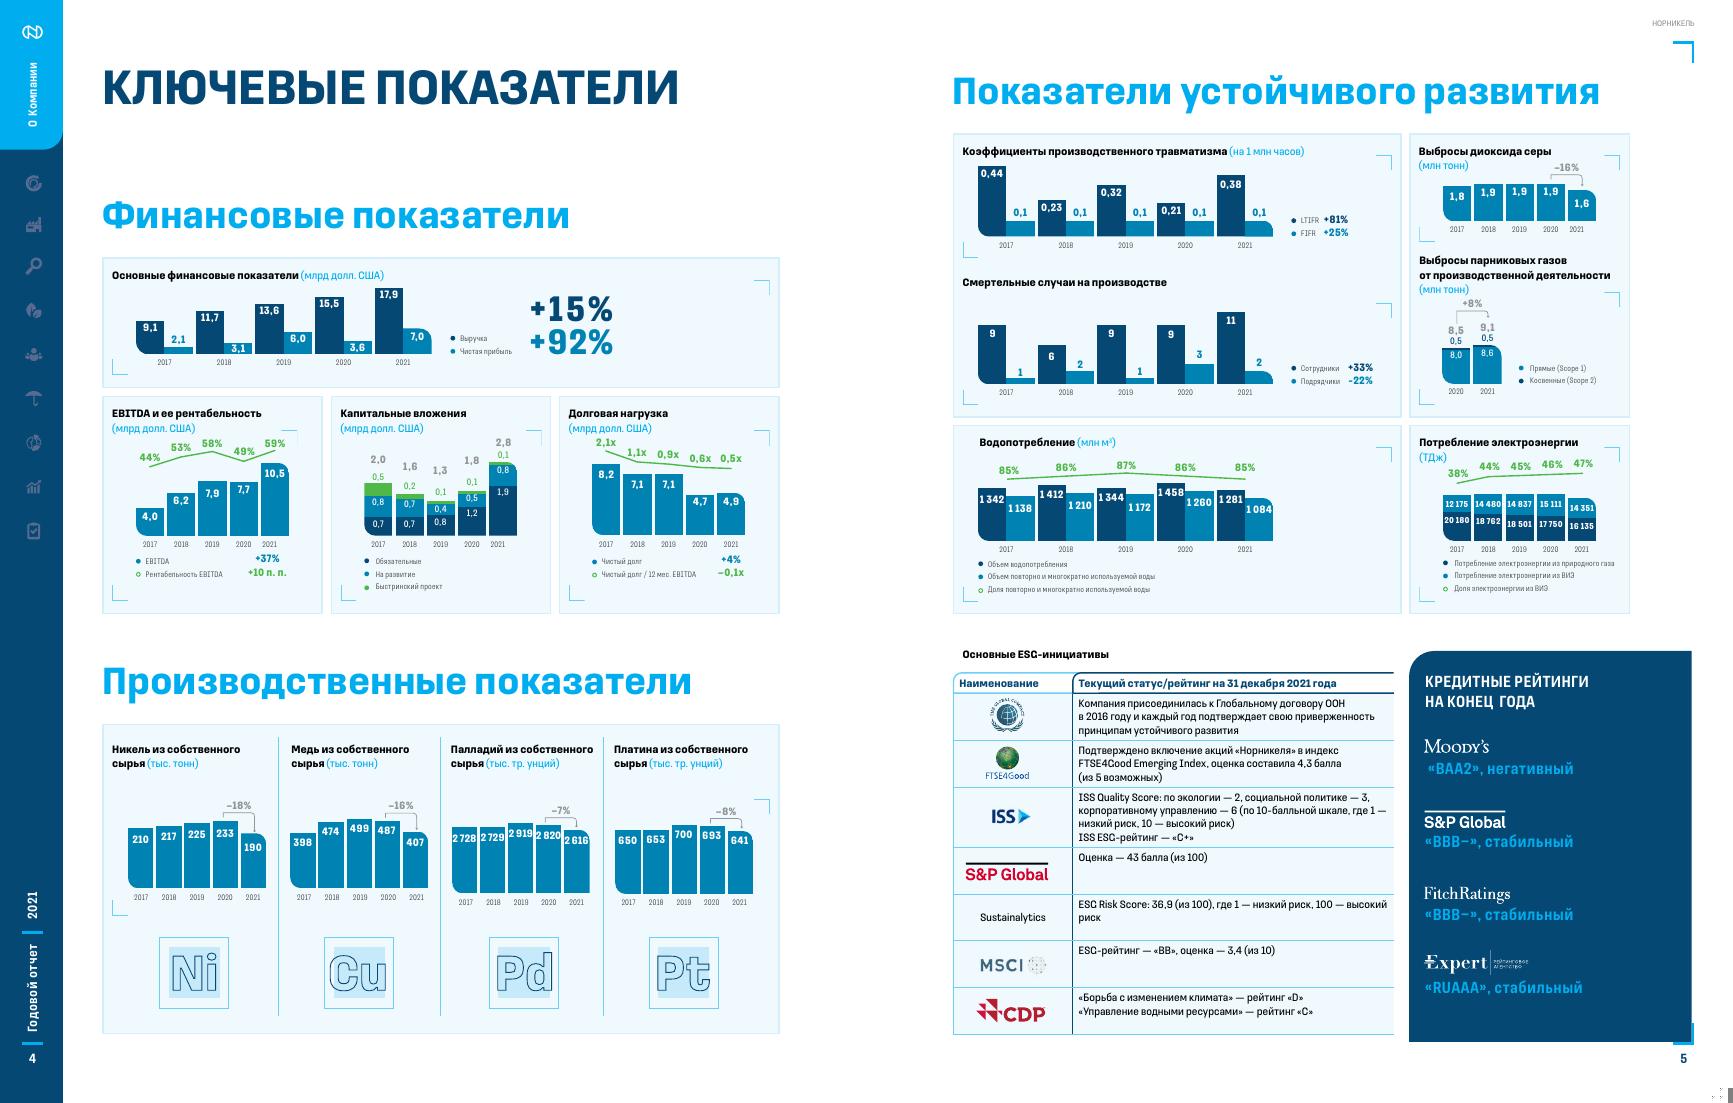 НОРНИКЕЛЬ
О Компании
КЛЮЧЕВЫЕ ПОКАЗАТЕЛИ
Финансовые показатели
Основные финансовые показатели (млрд долл. США)
9,1 2,1 11,7 3,1 13,6 6,0 15,5 3,6 17,9 7,0
2017 2018 2019 2020 2021
Выручка +15%
Чистая прибыль +92%
EBITDA и ее рентабельность
(млрд долл. США)
44% 53% 58% 49% 59%
4,0 6,2 7,9 7,7 10,5
2017 2018 2019 2020 2021
EBITDA +37%
Рентабельность EBITDA +10 п. п.
Капитальные вложения
(млрд долл. США)
2,0 1,6 1,3 1,8 2,8
0,5 0,2 0,1 0,1 0,1
0,8 0,7 0,4 0,5 0,8
0,7 0,7 0,8 1,2 1,9
2017 2018 2019 2020 2021
Обязательные
На развитие
Быстринский проект
Долговая нагрузка
(млрд долл. США)
2,1x 1,1x 0,9x 0,6x 0,5x
8,2 7,1 7,1 4,7 4,9
2017 2018 2019 2020 2021
Чистый долг +4%
Чистый долг / 12 мес. EBITDA −0,1x
Производственные показатели
Никель из собственного
сырья (тыс. тонн)
−18%
210 217 225 233 190
2017 2018 2019 2020 2021
Ni
Медь из собственного
сырья (тыс. тонн)
−16%
398 474 499 487 407
2017 2018 2019 2020 2021
Cu
Палладий из собственного
сырья (тыс. тр. унций)
−7%
2 728 2 729 2 919 2 820 2 616
2017 2018 2019 2020 2021
Pd
Платина из собственного
сырья (тыс. тр. унций)
−8%
650 653 700 693 641
2017 2018 2019 2020 2021
Pt
Годовой отчет 2021
4
Показатели устойчивого развития
Коэффициенты производственного травматизма (на 1 млн часов)
0,44 0,1 0,23 0,1 0,32 0,1 0,21 0,1 0,38 0,1
2017 2018 2019 2020 2021
LTIFR +81%
FIFR +25%
Смертельные случаи на производстве
9 1 6 2 9 1 9 3 11 2
2017 2018 2019 2020 2021
Сотрудники +33%
Подрядчики -22%
Выбросы диоксида серы
(млн тонн)
−16%
1,8 1,9 1,9 1,9 1,6
2017 2018 2019 2020 2021
Выбросы парниковых газов
от производственной деятельности
(млн тонн)
+8%
8,5 9,1
0,5 0,5
8,0 8,6
2020 2021
Прямые (Scope 1)
Косвенные (Scope 2)
Водопотребление (млн м³)
85% 86% 87% 86% 85%
1 342 1 138 1 412 1 210 1 344 1 172 1 458 1 260 1 281 1 084
2017 2018 2019 2020 2021
Объем водопотребления
Объем повторно и многократно используемой воды
Доля повторно и многократно используемой воды
Потребление электроэнергии
(ТДж)
38% 44% 45% 46% 47%
12 175 14 480 14 837 15 111 14 351
20 180 18 762 18 501 17 750 16 135
2017 2018 2019 2020 2021
Потребление электроэнергии из природного газа
Потребление электроэнергии из ВИЭ
Доля электроэнергии из ВИЭ
Основные ESG-инициативы
Наименование Текущий статус/рейтинг на 31 декабря 2021 года
THE GLOBAL COMPACT
Компания присоединилась к Глобальному договору ООН
в 2016 году и каждый год подтверждает свою приверженность
принципам устойчивого развития
FTSE4Good
Подтверждено включение акций «Норникеля» в индекс
FTSE4Good Emerging Index, оценка составила 4,3 балла
(из 5 возможных)
ISS
ISS Quality Score: по экологии — 2, социальной политике — 3,
корпоративному управлению — 6 (по 10-балльной шкале, где 1 —
низкий риск, 10 — высокий риск)
ISS ESG-рейтинг — «C+»
S&P Global
Оценка — 43 балла (из 100)
Sustainalytics
ESG Risk Score: 36,9 (из 100), где 1 — низкий риск, 100 — высокий
риск
MSCI
ESG-рейтинг — «BB», оценка — 3,4 (из 10)
CDP
«Борьба с изменением климата» — рейтинг «D»
«Управление водными ресурсами» — рейтинг «C»
КРЕДИТНЫЕ РЕЙТИНГИ
НА КОНЕЦ ГОДА
Moody's
«BAA2», негативный
S&P Global
«BBB−», стабильный
FitchRatings
«BBB−», стабильный
Expert РЕЙТИНГОВОЕ АГЕНТСТВО
«RUAAA», стабильный
5